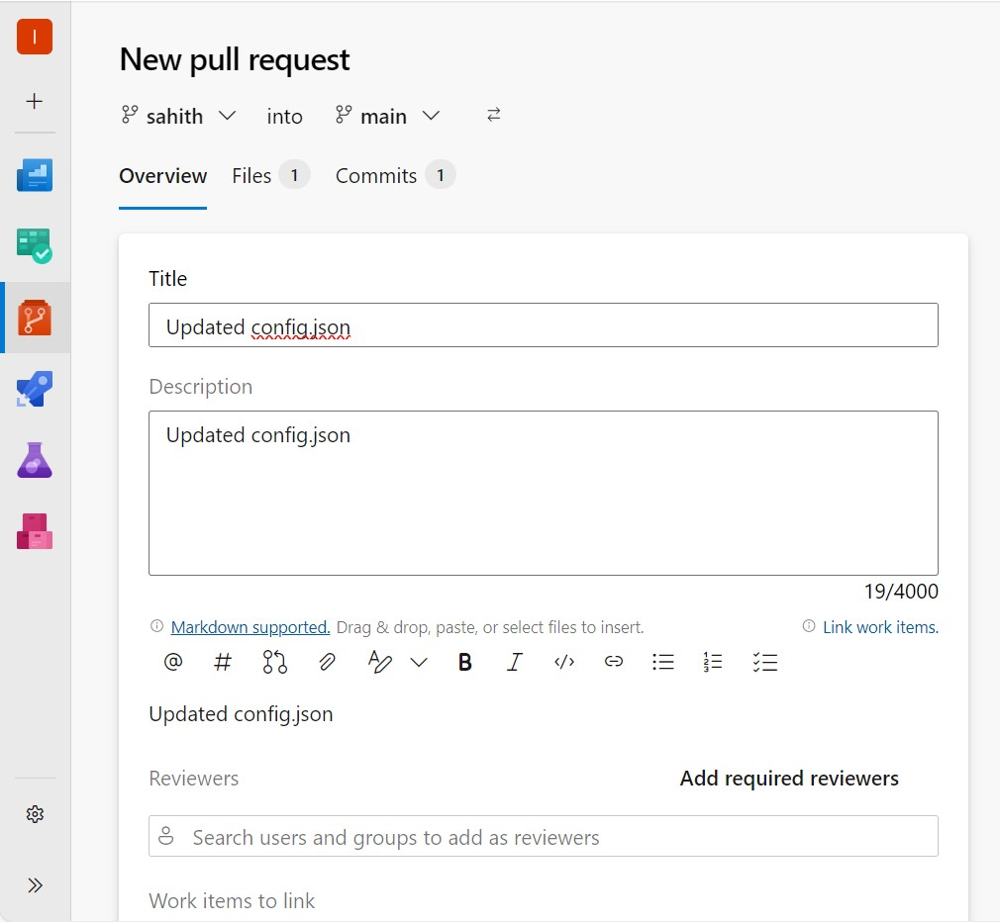 I
New pull request
sahith into main
Overview Files 1 Commits 1
Title
Updated config.json
Description
Updated config.json
19/4000
Markdown supported. Drag & drop, paste, or select files to insert. Link work items.
Updated config.json
Reviewers Add required reviewers
Search users and groups to add as reviewers
Work items to link